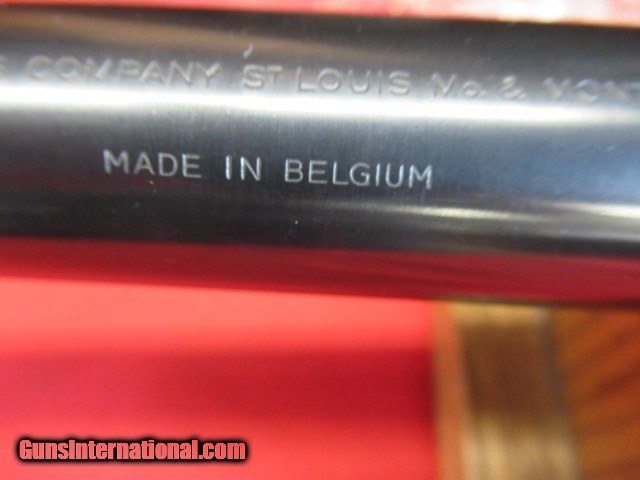 COMPANY ST LOUIS Mo. &
MADE IN BELGIUM
GunsInternational.com